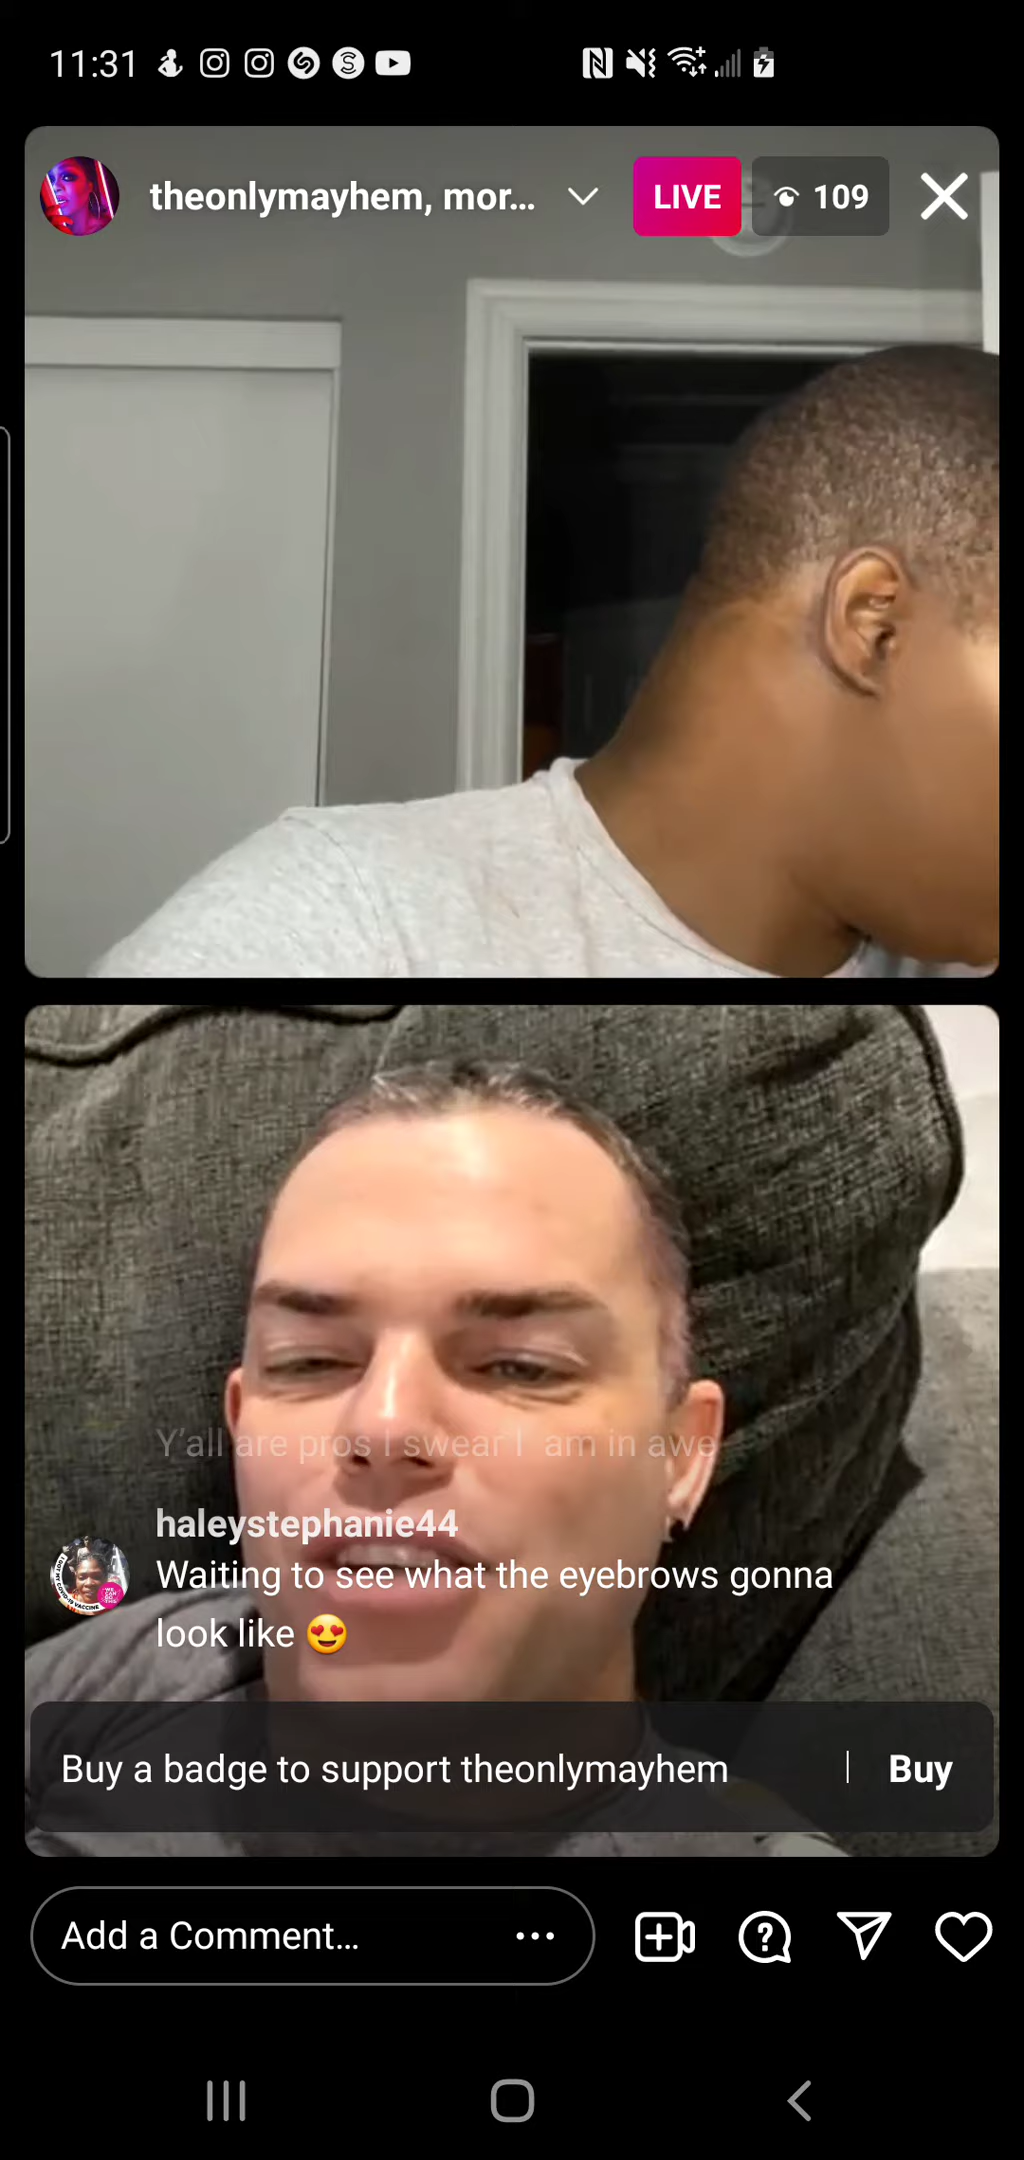 11:31
theonlymayhem, mor...
LIVE
109
Y'all are pros I swear I am in awe
haleystephanie44
Waiting to see what the eyebrows gonna
look like 😍
Buy a badge to support theonlymayhem | Buy
Add a Comment...